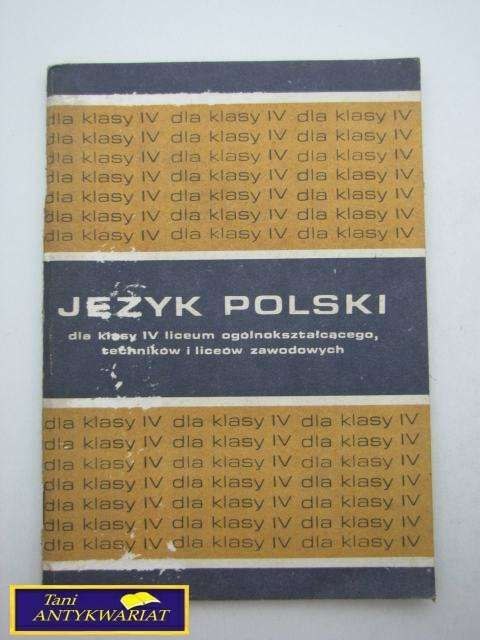 dla klasy IV dla klasy IV dla klasy IV
dla klasy IV dla klasy IV dla klasy IV
dla klasy IV dla klasy IV dla klasy IV
dla klasy IV dla klasy IV dla klasy IV
dla klasy IV dla klasy IV dla klasy IV
dla klasy IV dla klasy IV dla klasy IV
dla klasy IV dla klasy IV dla klasy IV
JĘZYK POLSKI
dla klasy IV liceum ogólnokształcącego,
techników i liceów zawodowych
dla klasy IV dla klasy IV dla klasy IV
dla klasy IV dla klasy IV dla klasy IV
dla klasy IV dla klasy IV dla klasy IV
dla klasy IV dla klasy IV dla klasy IV
dla klasy IV dla klasy IV dla klasy IV
dla klasy IV dla klasy IV dla klasy IV
dla klasy IV dla klasy IV dla klasy IV
Tani
ANTYKWARIAT